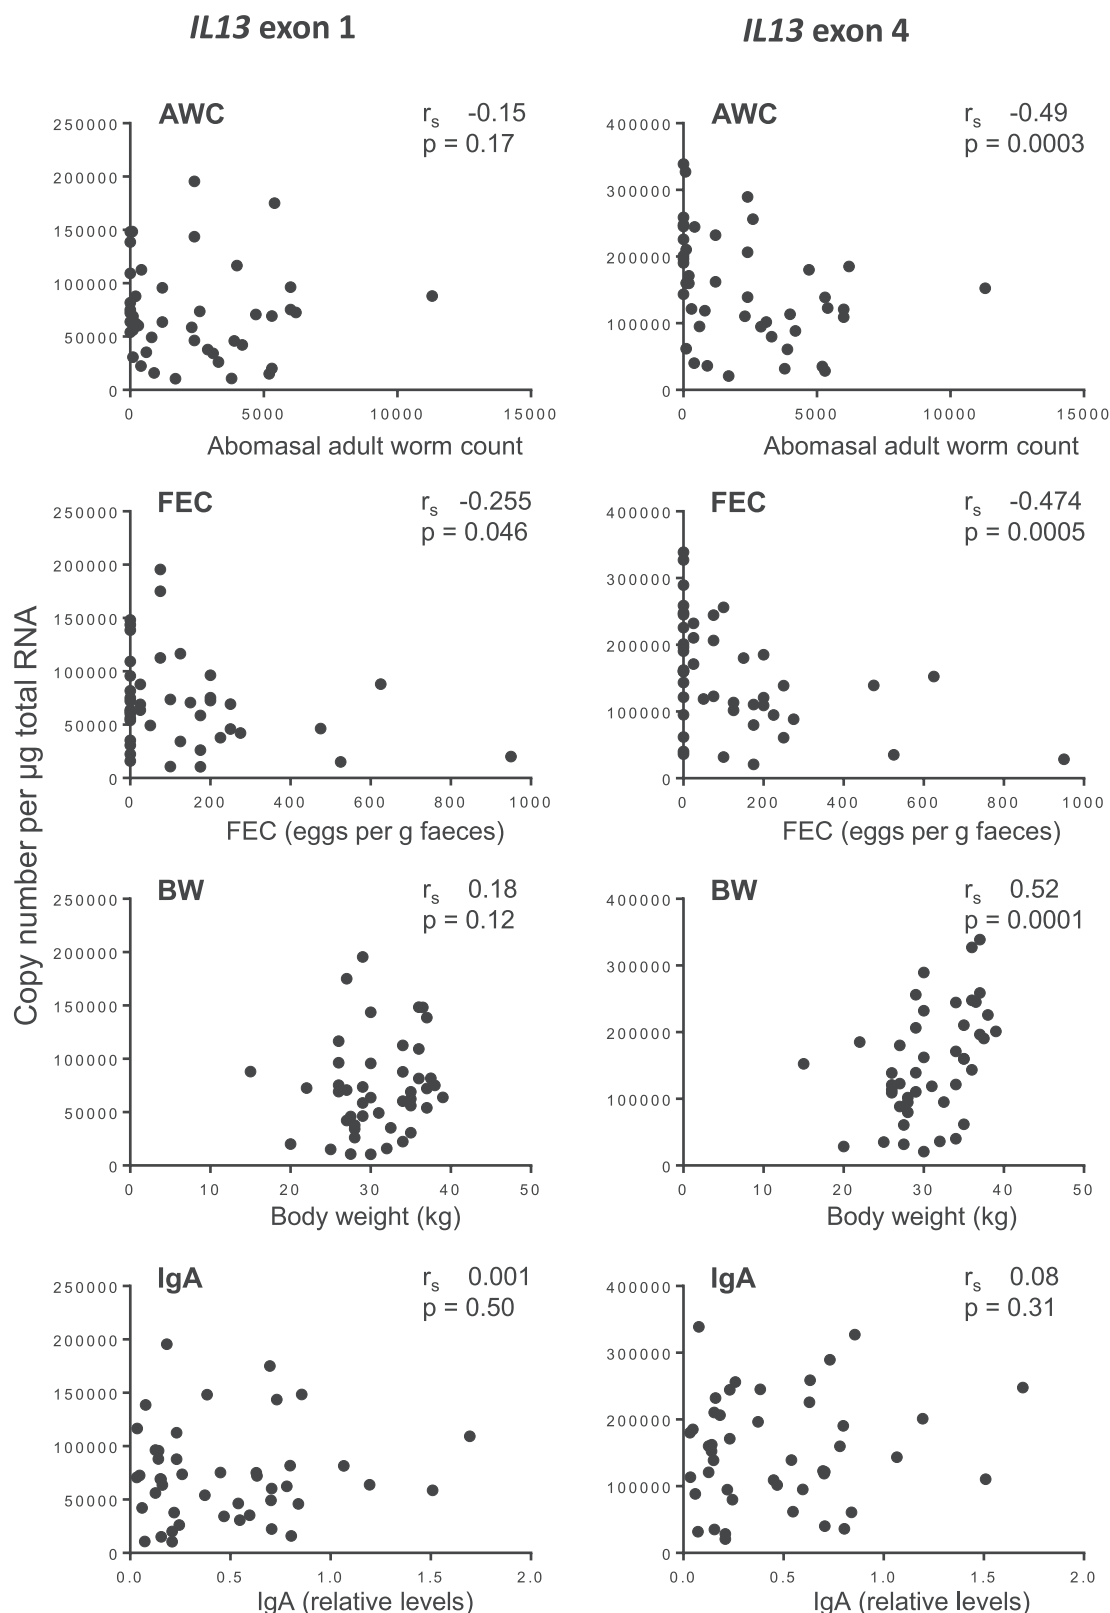 IL13 exon 1
IL13 exon 4
Copy number per µg total RNA
AWC
rs -0.15
p = 0.17
250000
200000
150000
100000
50000
0
0 5000 10000 15000
Abomasal adult worm count
AWC
rs -0.49
p = 0.0003
400000
300000
200000
100000
0
0 5000 10000 15000
Abomasal adult worm count
FEC
rs -0.255
p = 0.046
250000
200000
150000
100000
50000
0
0 200 400 600 800 1000
FEC (eggs per g faeces)
FEC
rs -0.474
p = 0.0005
400000
300000
200000
100000
0
0 200 400 600 800 1000
FEC (eggs per g faeces)
BW
rs 0.18
p = 0.12
250000
200000
150000
100000
50000
0
0 10 20 30 40 50
Body weight (kg)
BW
rs 0.52
p = 0.0001
400000
300000
200000
100000
0
0 10 20 30 40 50
Body weight (kg)
IgA
rs 0.001
p = 0.50
250000
200000
150000
100000
50000
0
0.0 0.5 1.0 1.5 2.0
IgA (relative levels)
IgA
rs 0.08
p = 0.31
400000
300000
200000
100000
0
0.0 0.5 1.0 1.5 2.0
IgA (relative levels)